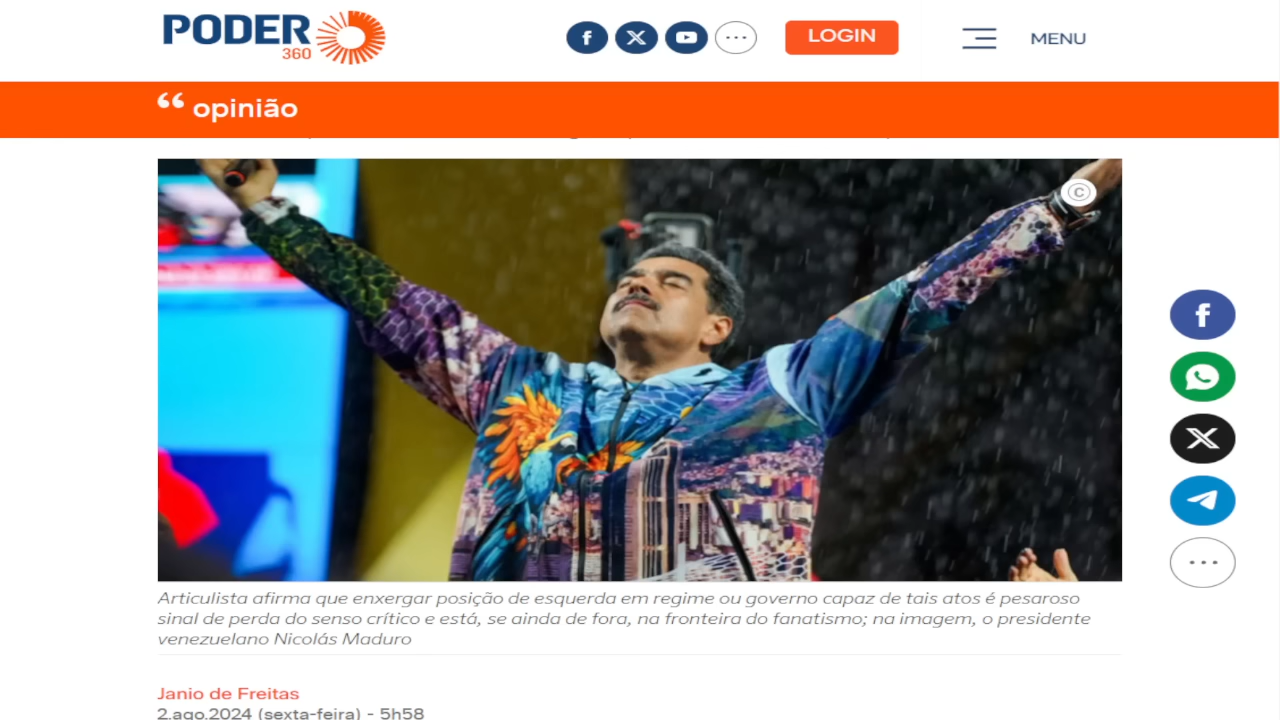 PODER
360
LOGIN
MENU
“ opinião
©
Articulista afirma que enxergar posição de esquerda em regime ou governo capaz de tais atos é pesaroso
sinal de perda do senso crítico e está, se ainda de fora, na fronteira do fanatismo; na imagem, o presidente
venezuelano Nicolás Maduro
Janio de Freitas
2.ago.2024 (sexta-feira) - 5h58